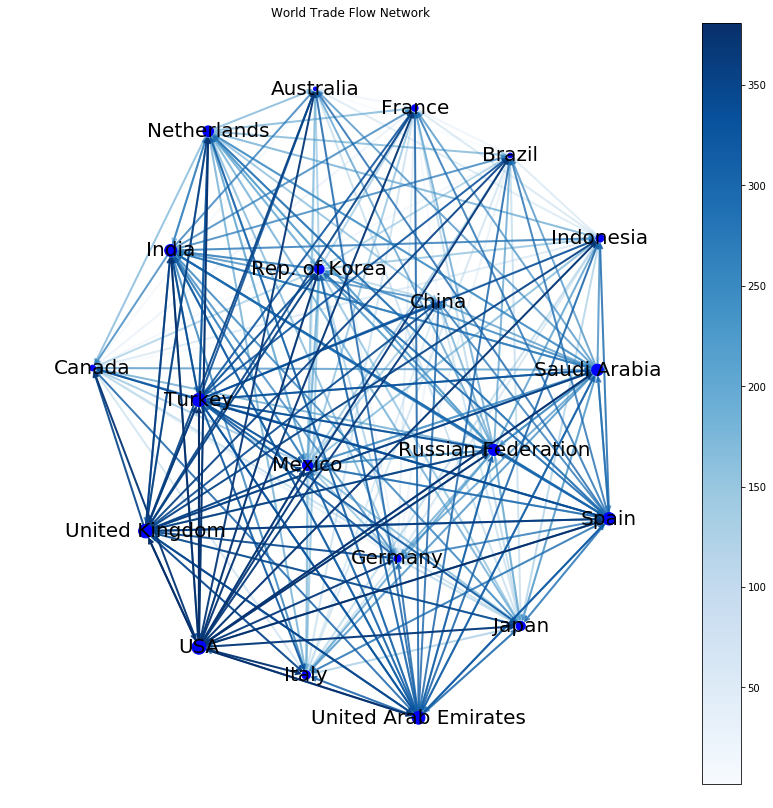 World Trade Flow Network
Australia
France
Netherlands
Brazil
Indonesia
India
Rep. of Korea
China
Canada
Saudi Arabia
Turkey
Russian Federation
Mexico
United Kingdom
Spain
Germany
Japan
USA
Italy
United Arab Emirates
350
300
250
200
150
100
50